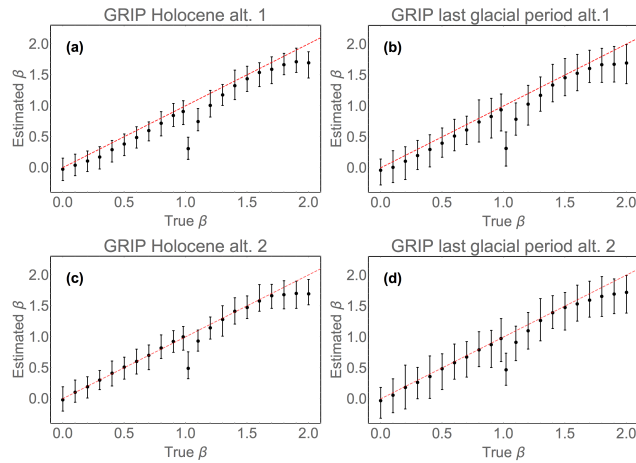 GRIP Holocene alt. 1
(a)
Estimated β
2.0
1.5
1.0
0.5
0.0
0.0 0.5 1.0 1.5 2.0
True β
GRIP last glacial period alt.1
(b)
Estimated β
2.0
1.5
1.0
0.5
0.0
0.0 0.5 1.0 1.5 2.0
True β
GRIP Holocene alt. 2
(c)
Estimated β
2.0
1.5
1.0
0.5
0.0
0.0 0.5 1.0 1.5 2.0
True β
GRIP last glacial period alt. 2
(d)
Estimated β
2.0
1.5
1.0
0.5
0.0
0.0 0.5 1.0 1.5 2.0
True β